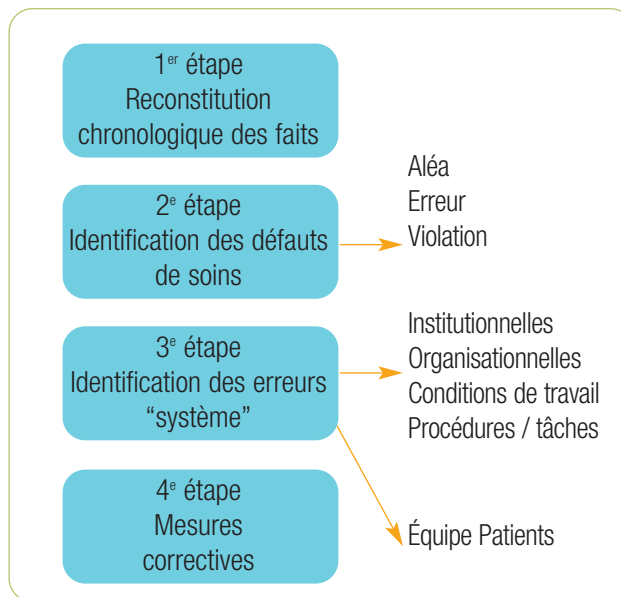 1er étape
Reconstitution
chronologique des faits
2e étape
Identification des défauts
de soins
Aléa
Erreur
Violation
3e étape
Identification des erreurs
“système”
Institutionnelles
Organisationnelles
Conditions de travail
Procédures / tâches
Équipe Patients
4e étape
Mesures
correctives